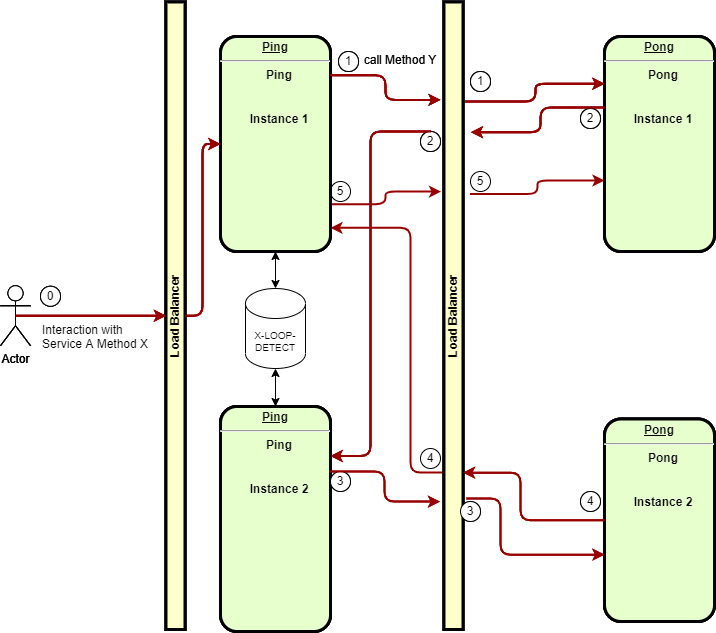 Ping
Ping
Instance 1
1
call Method Y
1
Pong
Pong
Instance 1
2
2
5
5
0
Interaction with
Service A Method X
Actor
Load Balancer
X-LOOP-
DETECT
Load Balancer
Ping
Ping
Instance 2
3
4
3
4
Pong
Pong
Instance 2